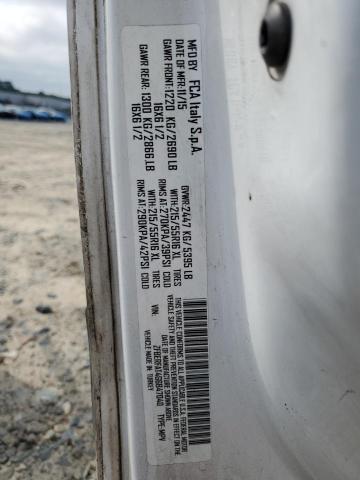 MFD BY FCA Italy S.p.A.
DATE OF MFR: 11/15 GVWR: 2447 KG/5395 LB
GAWR FRONT: 1220 KG/2690 LB WITH: 215/55R16 XL TIRES
16X6 1/2 RIMS AT: 270KPA/39PSI COLD
GAWR REAR: 1300 KG/2866 LB WITH: 215/55R16 XL TIRES
16X6 1/2 RIMS AT: 290KPA/42PSI COLD
THIS VEHICLE CONFORMS TO ALL APPLICABLE U.S.A. FEDERAL MOTOR
VEHICLE SAFETY AND BUMPER AND THEFT
PREVENTION STANDARDS IN EFFECT ON THE
DATE OF MANUFACTURE SHOWN ABOVE.
VIN: TYPE: MPV
VEHICLE MADE IN: TURKEY